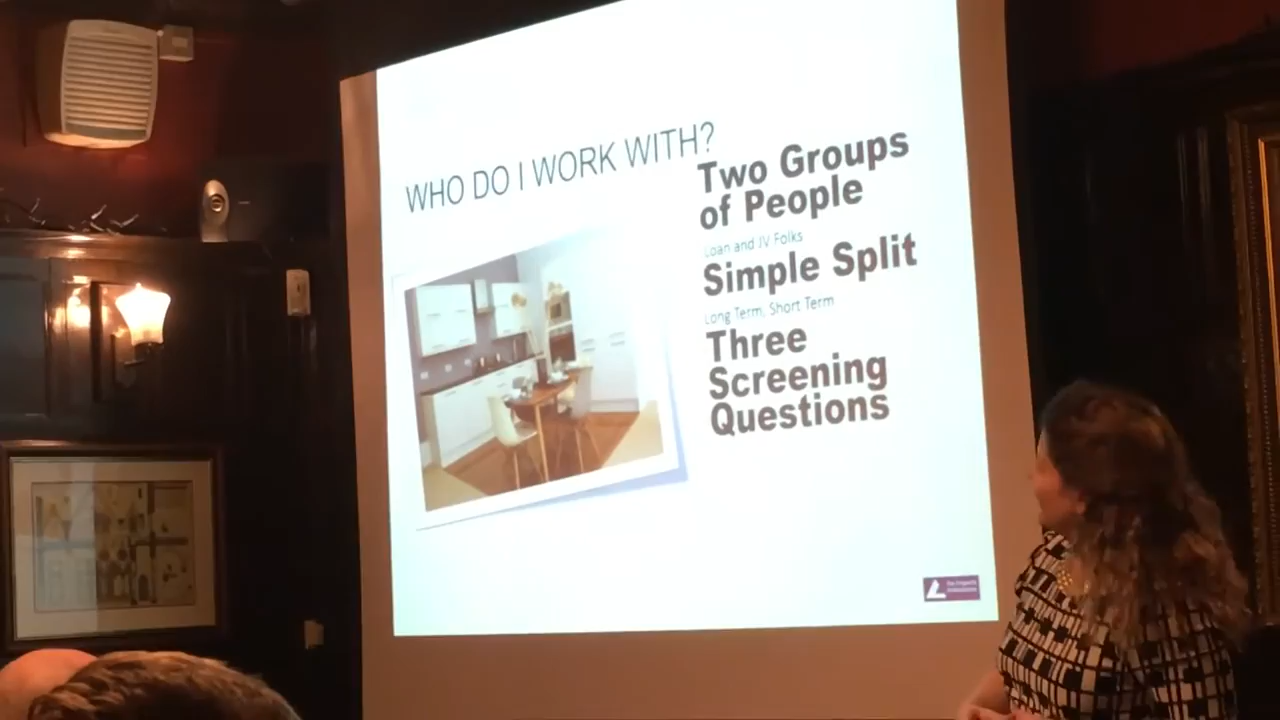 WHO DO I WORK WITH?
Two Groups
of People
Loan and JV Folks
Simple Split
Long Term, Short Term
Three
Screening
Questions